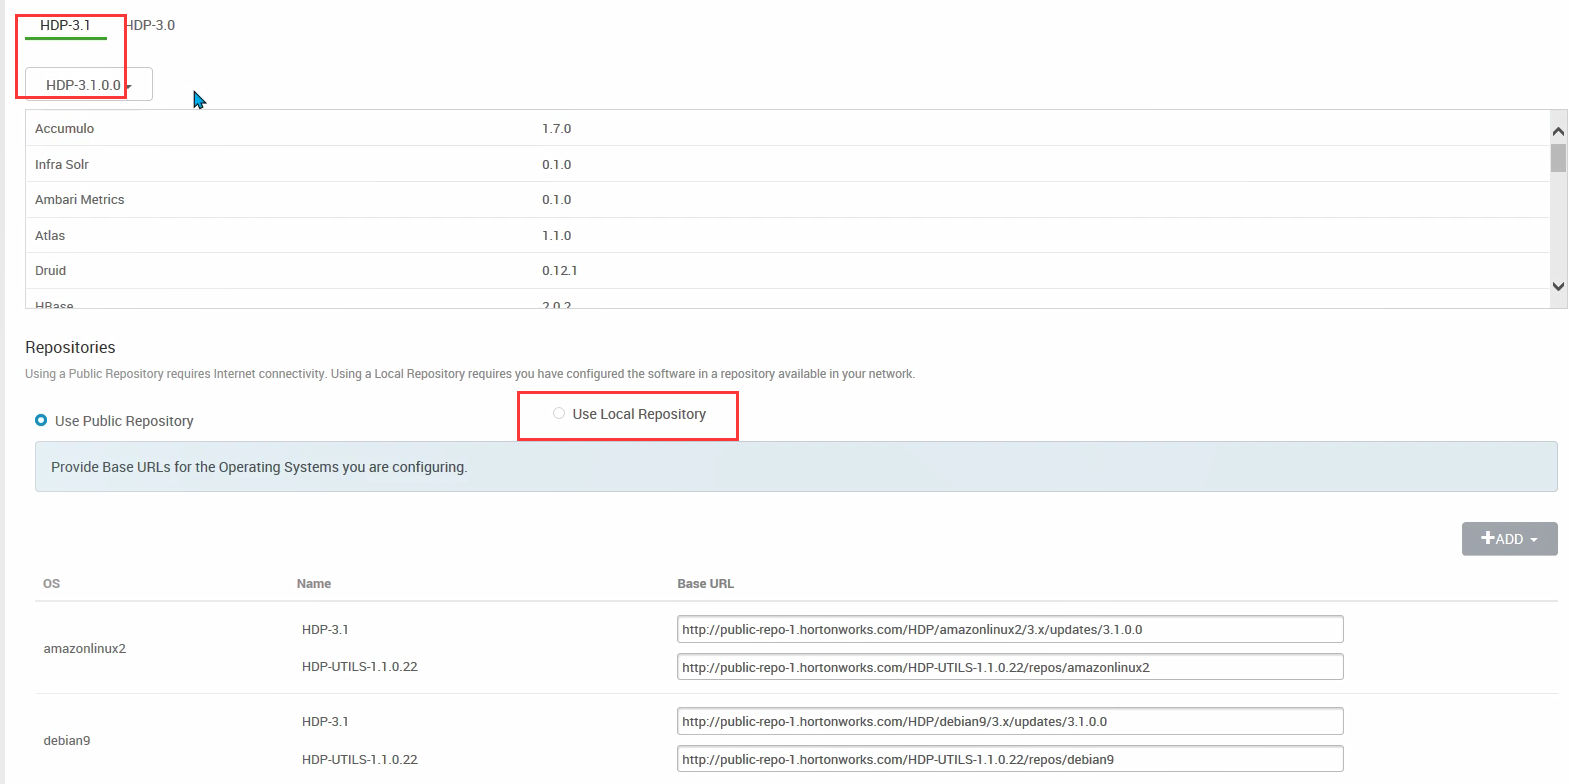 HDP-3.1 HDP-3.0
HDP-3.1.0.0
Accumulo 1.7.0
Infra Solr 0.1.0
Ambari Metrics 0.1.0
Atlas 1.1.0
Druid 0.12.1
HBase 2.0.2
Repositories
Using a Public Repository requires Internet connectivity. Using a Local Repository requires you have configured the software in a repository available in your network.
Use Public Repository Use Local Repository
Provide Base URLs for the Operating Systems you are configuring.
ADD
OS Name Base URL
amazonlinux2
HDP-3.1 http://public-repo-1.hortonworks.com/HDP/amazonlinux2/3.x/updates/3.1.0.0
HDP-UTILS-1.1.0.22 http://public-repo-1.hortonworks.com/HDP-UTILS-1.1.0.22/repos/amazonlinux2
debian9
HDP-3.1 http://public-repo-1.hortonworks.com/HDP/debian9/3.x/updates/3.1.0.0
HDP-UTILS-1.1.0.22 http://public-repo-1.hortonworks.com/HDP-UTILS-1.1.0.22/repos/debian9